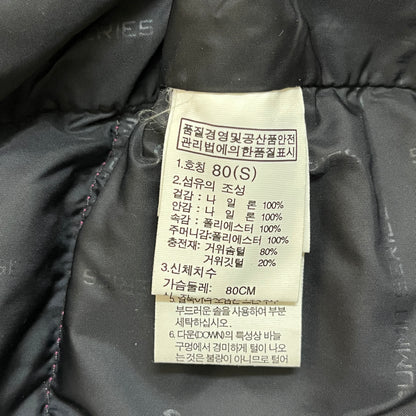 RIES
품질경영및공산품안전
관리법에의한품질표시
1.호칭 80(S)
2.섬유의 조성
겉감: 나 일 론 100%
안감: 나 일 론 100%
속감: 폴리에스터 100%
주머니감:폴리에스터 100%
충전재: 거위솜털 80%
거위깃털 20%
3.신체치수
가슴둘레: 80CM
부드러운 솔을 사용하여 부분
세탁하십시오.
6. 다운(DOWN)의 특성상 바늘
구멍에서 경미하게 털이 나오
는 것은 불량이 아니므로 털어